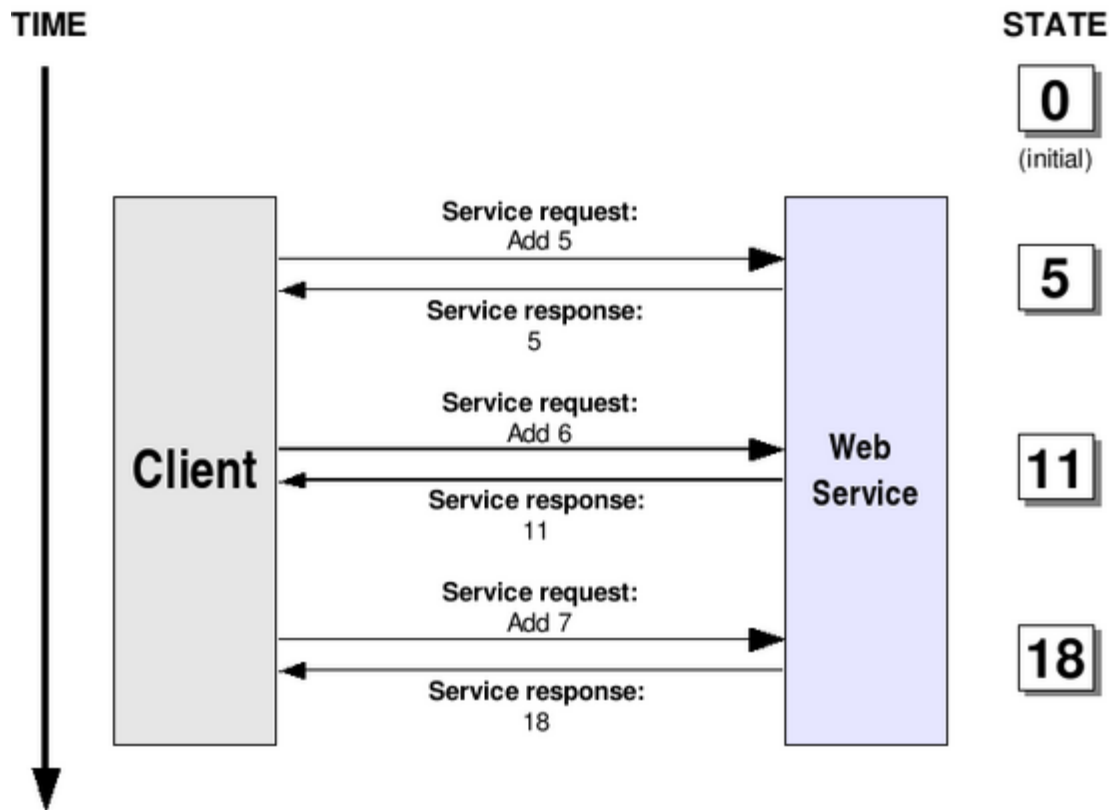 TIME
STATE
0
(initial)
Service request:
Add 5
5
Service response:
5
Service request:
Add 6
Client
Web
Service
11
Service response:
11
Service request:
Add 7
18
Service response:
18